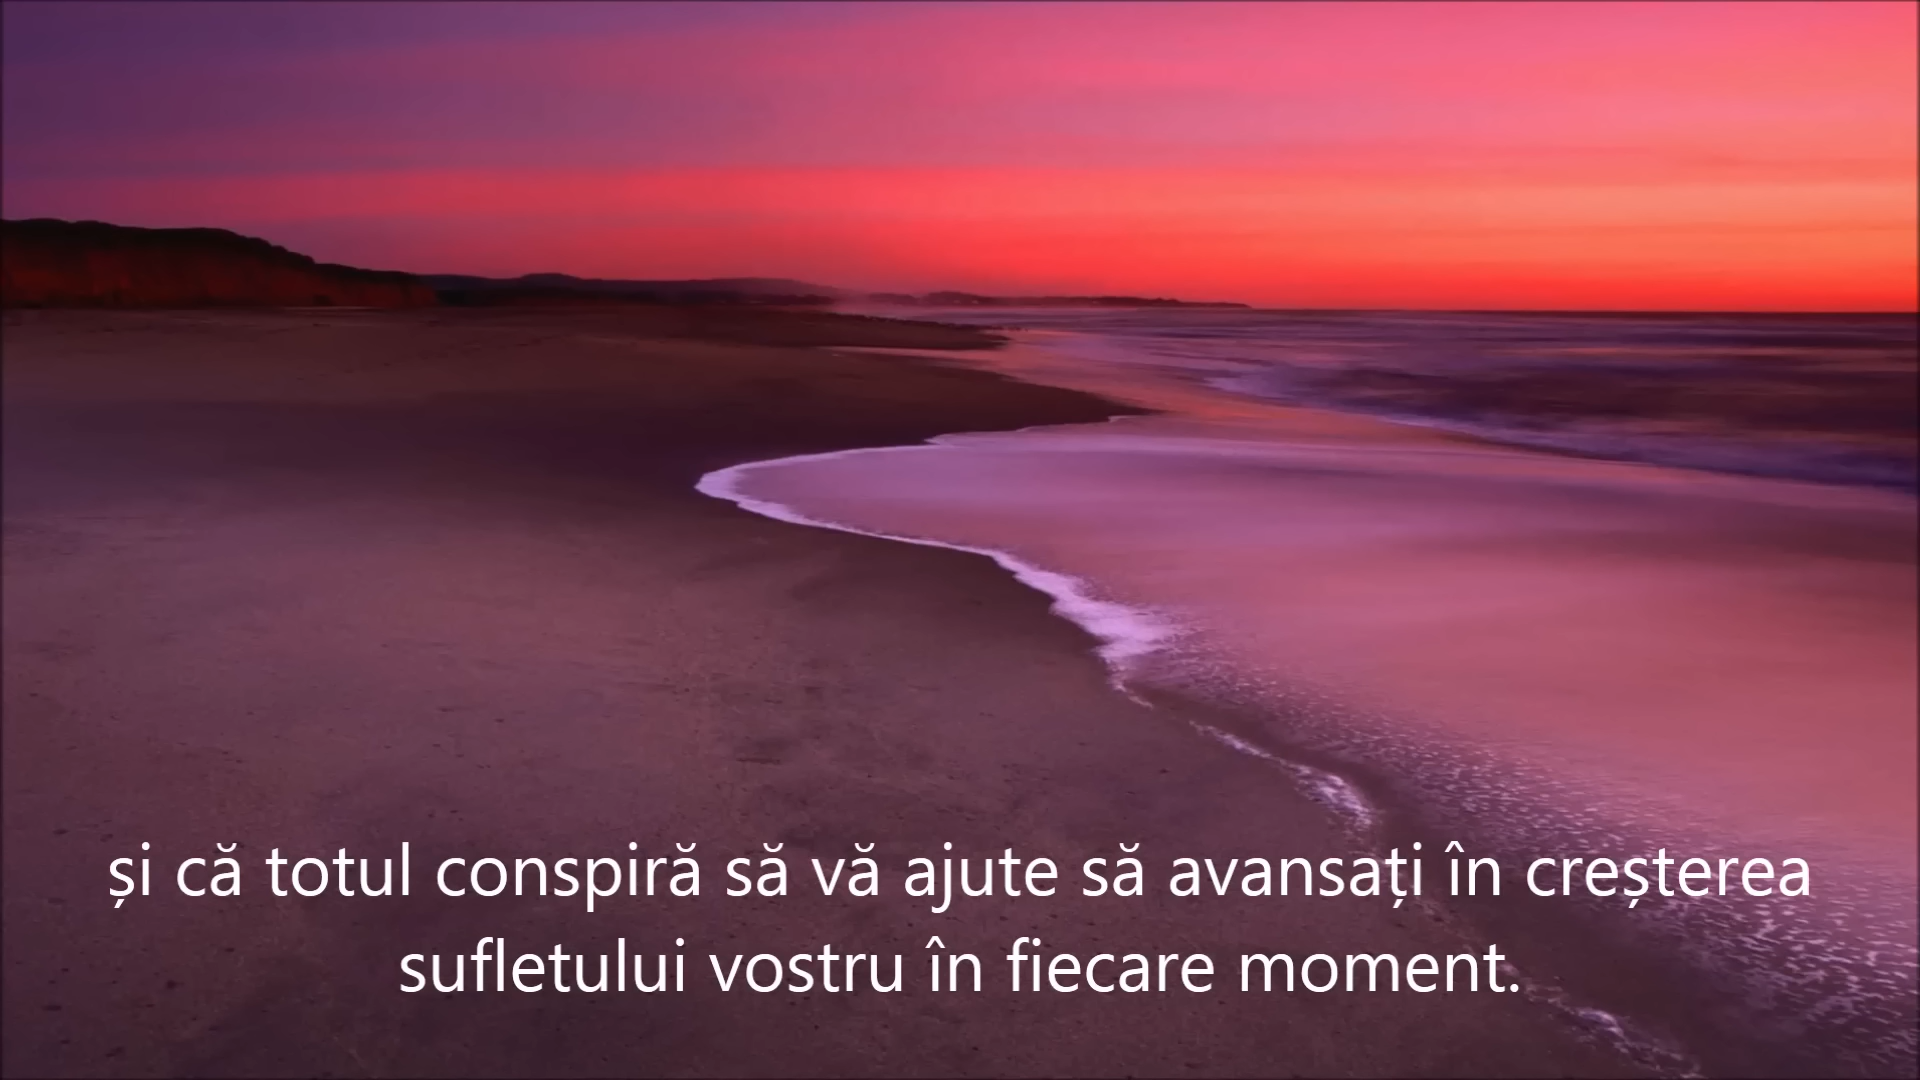 și că totul conspiră să vă ajute să avansați în creșterea
sufletului vostru în fiecare moment.